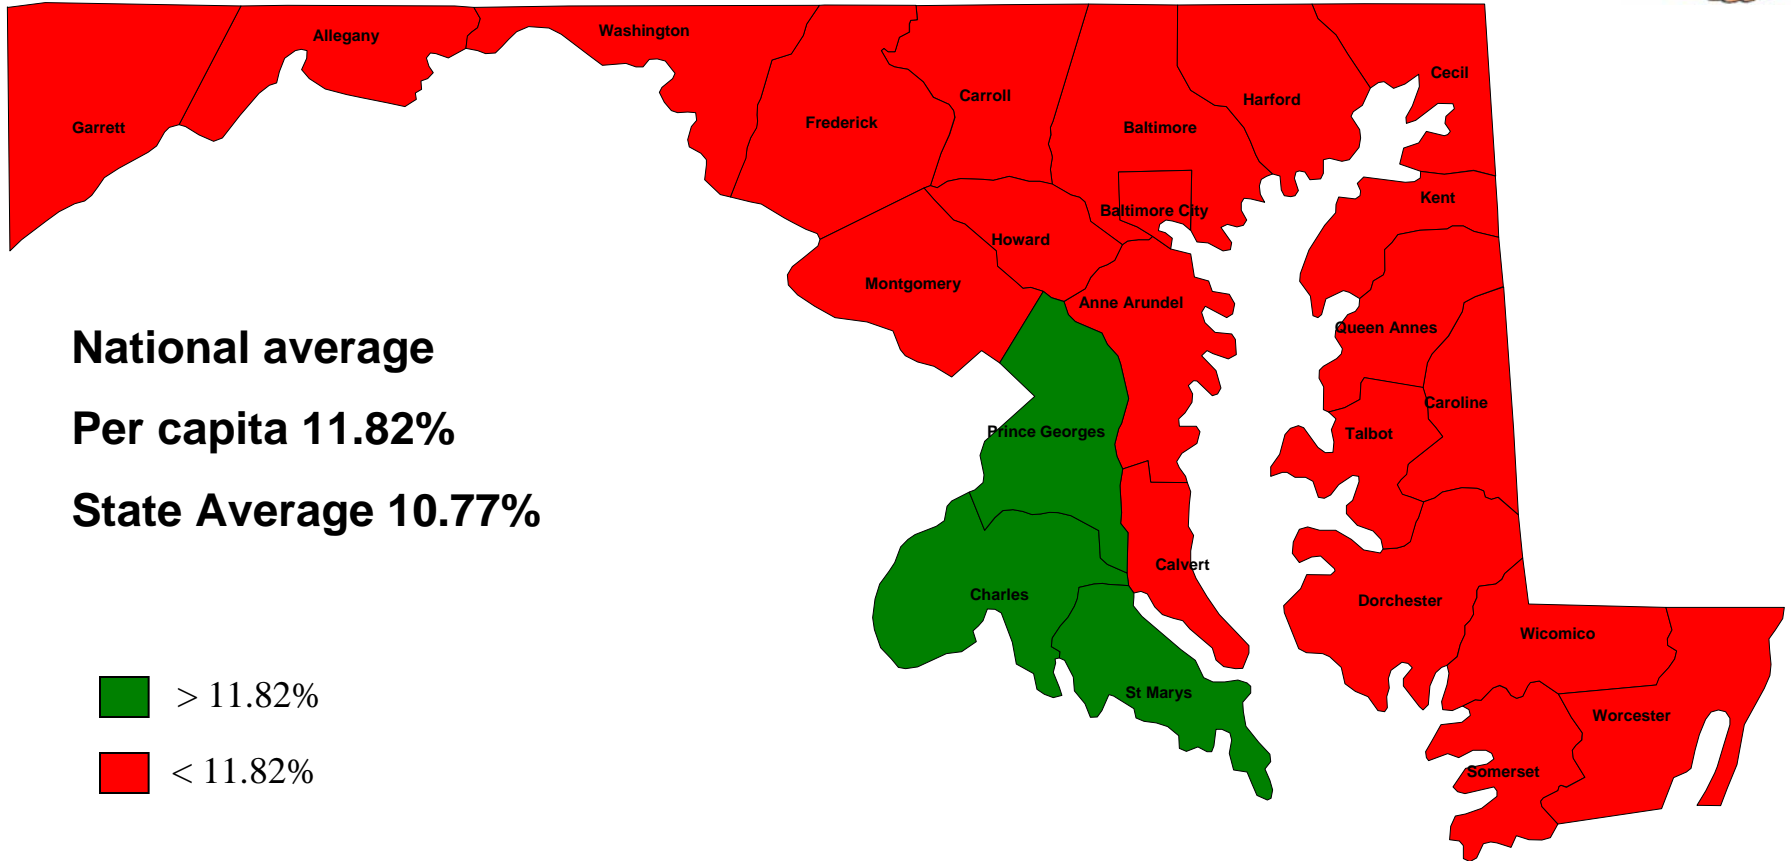 Allegany
Washington
Garrett
Frederick
Carroll
Baltimore
Harford
Cecil
Kent
Baltimore City
Howard
Montgomery
Anne Arundel
Queen Annes
National average
Per capita 11.82%
State Average 10.77%
Caroline
Talbot
Prince Georges
Calvert
Charles
Dorchester
Wicomico
St Marys
Worcester
Somerset
> 11.82%
< 11.82%